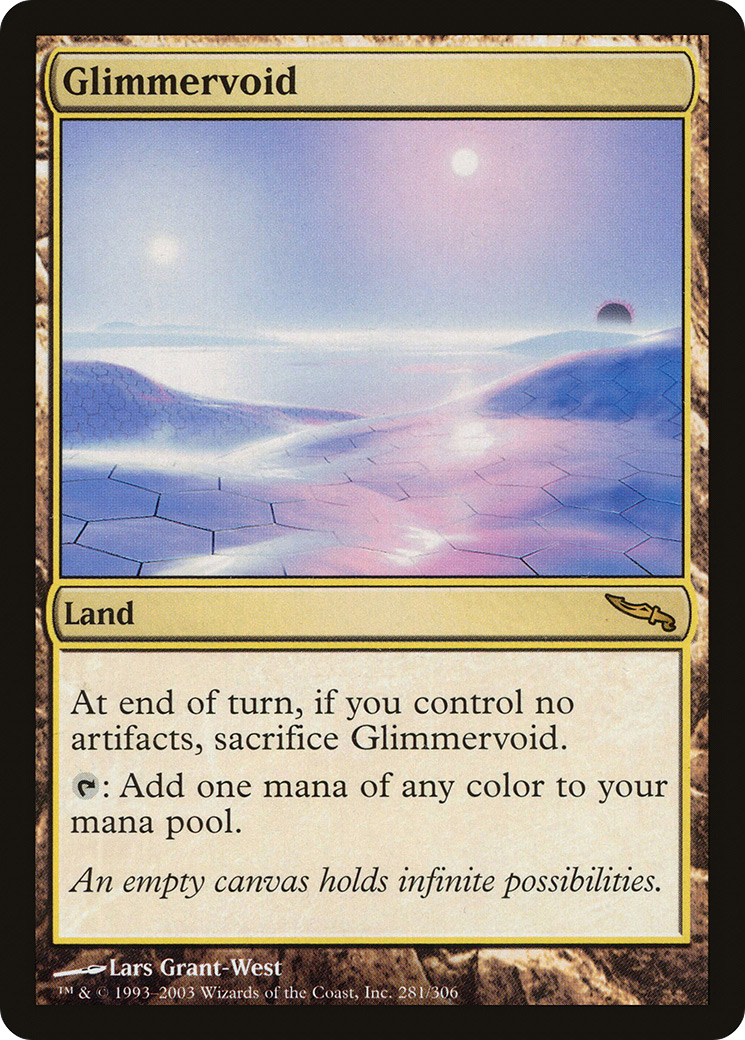 Glimmervoid
Land
At end of turn, if you control no
artifacts, sacrifice Glimmervoid.
: Add one mana of any color to your
mana pool.
An empty canvas holds infinite possibilities.
Lars Grant-West
™ & © 1993–2003 Wizards of the Coast, Inc. 281/306